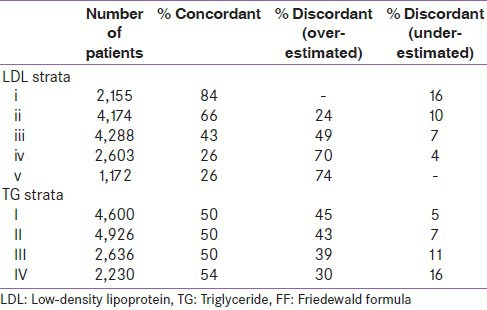 Number of patients % Concordant % Discordant (over-estimated) % Discordant (under-estimated)
LDL strata
i 2,155 84 - 16
ii 4,174 66 24 10
iii 4,288 43 49 7
iv 2,603 26 70 4
v 1,172 26 74 -
TG strata
I 4,600 50 45 5
II 4,926 50 43 7
III 2,636 50 39 11
IV 2,230 54 30 16
LDL: Low-density lipoprotein, TG: Triglyceride, FF: Friedewald formula